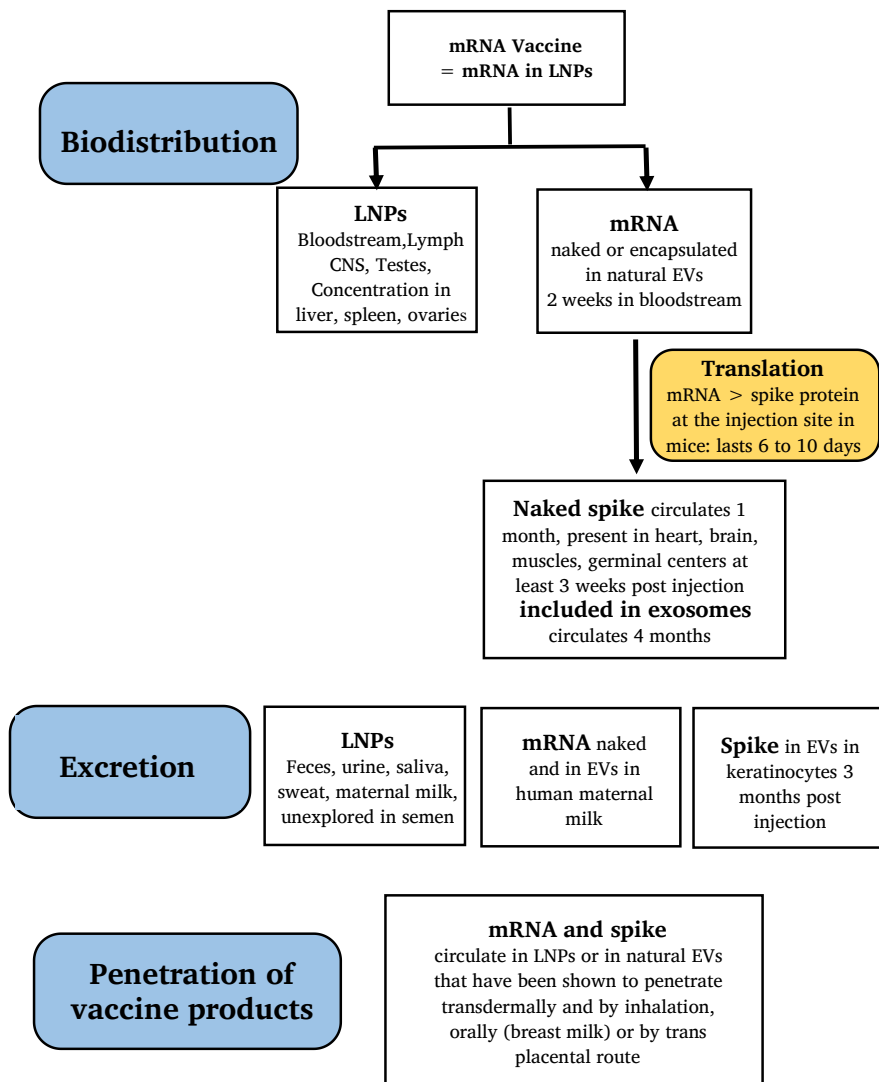 mRNA Vaccine
= mRNA in LNPs
Biodistribution
LNPs
Bloodstream,Lymph
CNS, Testes,
Concentration in
liver, spleen, ovaries
mRNA
naked or encapsulated
in natural EVs
2 weeks in bloodstream
Translation
mRNA > spike protein
at the injection site in
mice: lasts 6 to 10 days
Naked spike circulates 1
month, present in heart, brain,
muscles, germinal centers at
least 3 weeks post injection
included in exosomes
circulates 4 months
Excretion
LNPs
Feces, urine, saliva,
sweat, maternal milk,
unexplored in semen
mRNA naked
and in EVs in
human maternal
milk
Spike in EVs in
keratinocytes 3
months post
injection
Penetration of
vaccine products
mRNA and spike
circulate in LNPs or in natural EVs
that have been shown to penetrate
transdermally and by inhalation,
orally (breast milk) or by trans
placental route